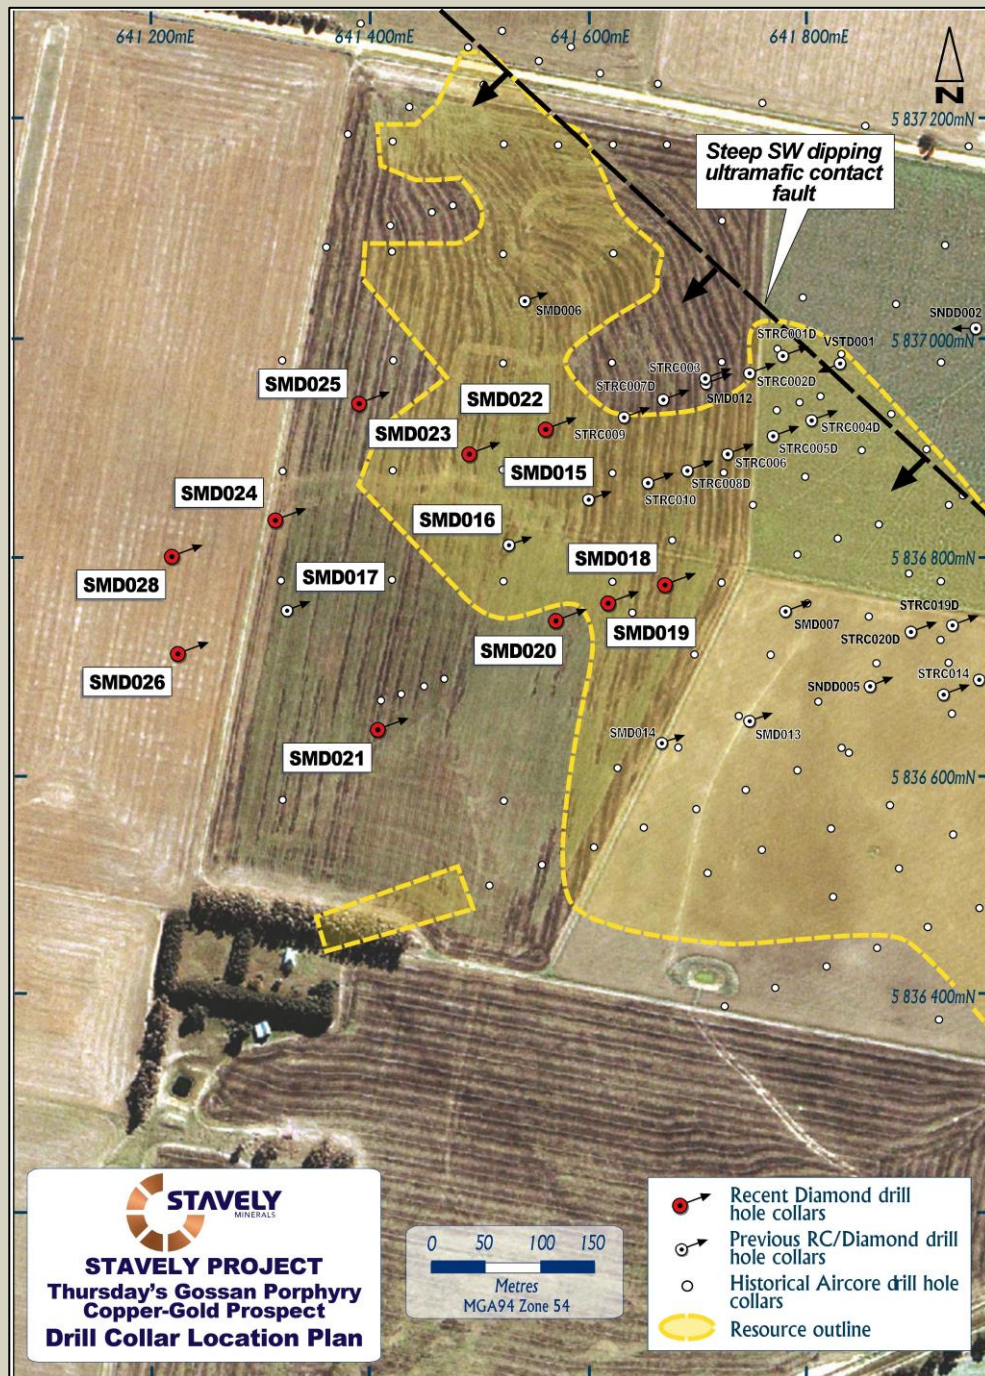 641 200mE
641 400mE
641 600mE
641 800mE
N
5 837 200mN
Steep SW dipping
ultramafic contact
fault
SMD006
SNDD002
5 837 000mN
STRC001D
VSTD001
STRC003
STRC002D
STRC007D
SMD012
SMD025
SMD022
STRC009
STRC004D
SMD023
STRC005D
STRC006
SMD015
STRC008D
STRC010
SMD024
SMD016
SMD018
5 836 800mN
SMD028
SMD017
STRC019D
SMD007
SMD019
STRC020D
SMD020
SMD026
STRC014
SNDD005
SMD014
SMD013
SMD021
5 836 600mN
5 836 400mN
STAVELY
MINERALS
STAVELY PROJECT
Thursday's Gossan Porphyry
Copper-Gold Prospect
Drill Collar Location Plan
0 50 100 150
Metres
MGA94 Zone 54
Recent Diamond drill
hole collars
Previous RC/Diamond drill
hole collars
Historical Aircore drill hole
collars
Resource outline